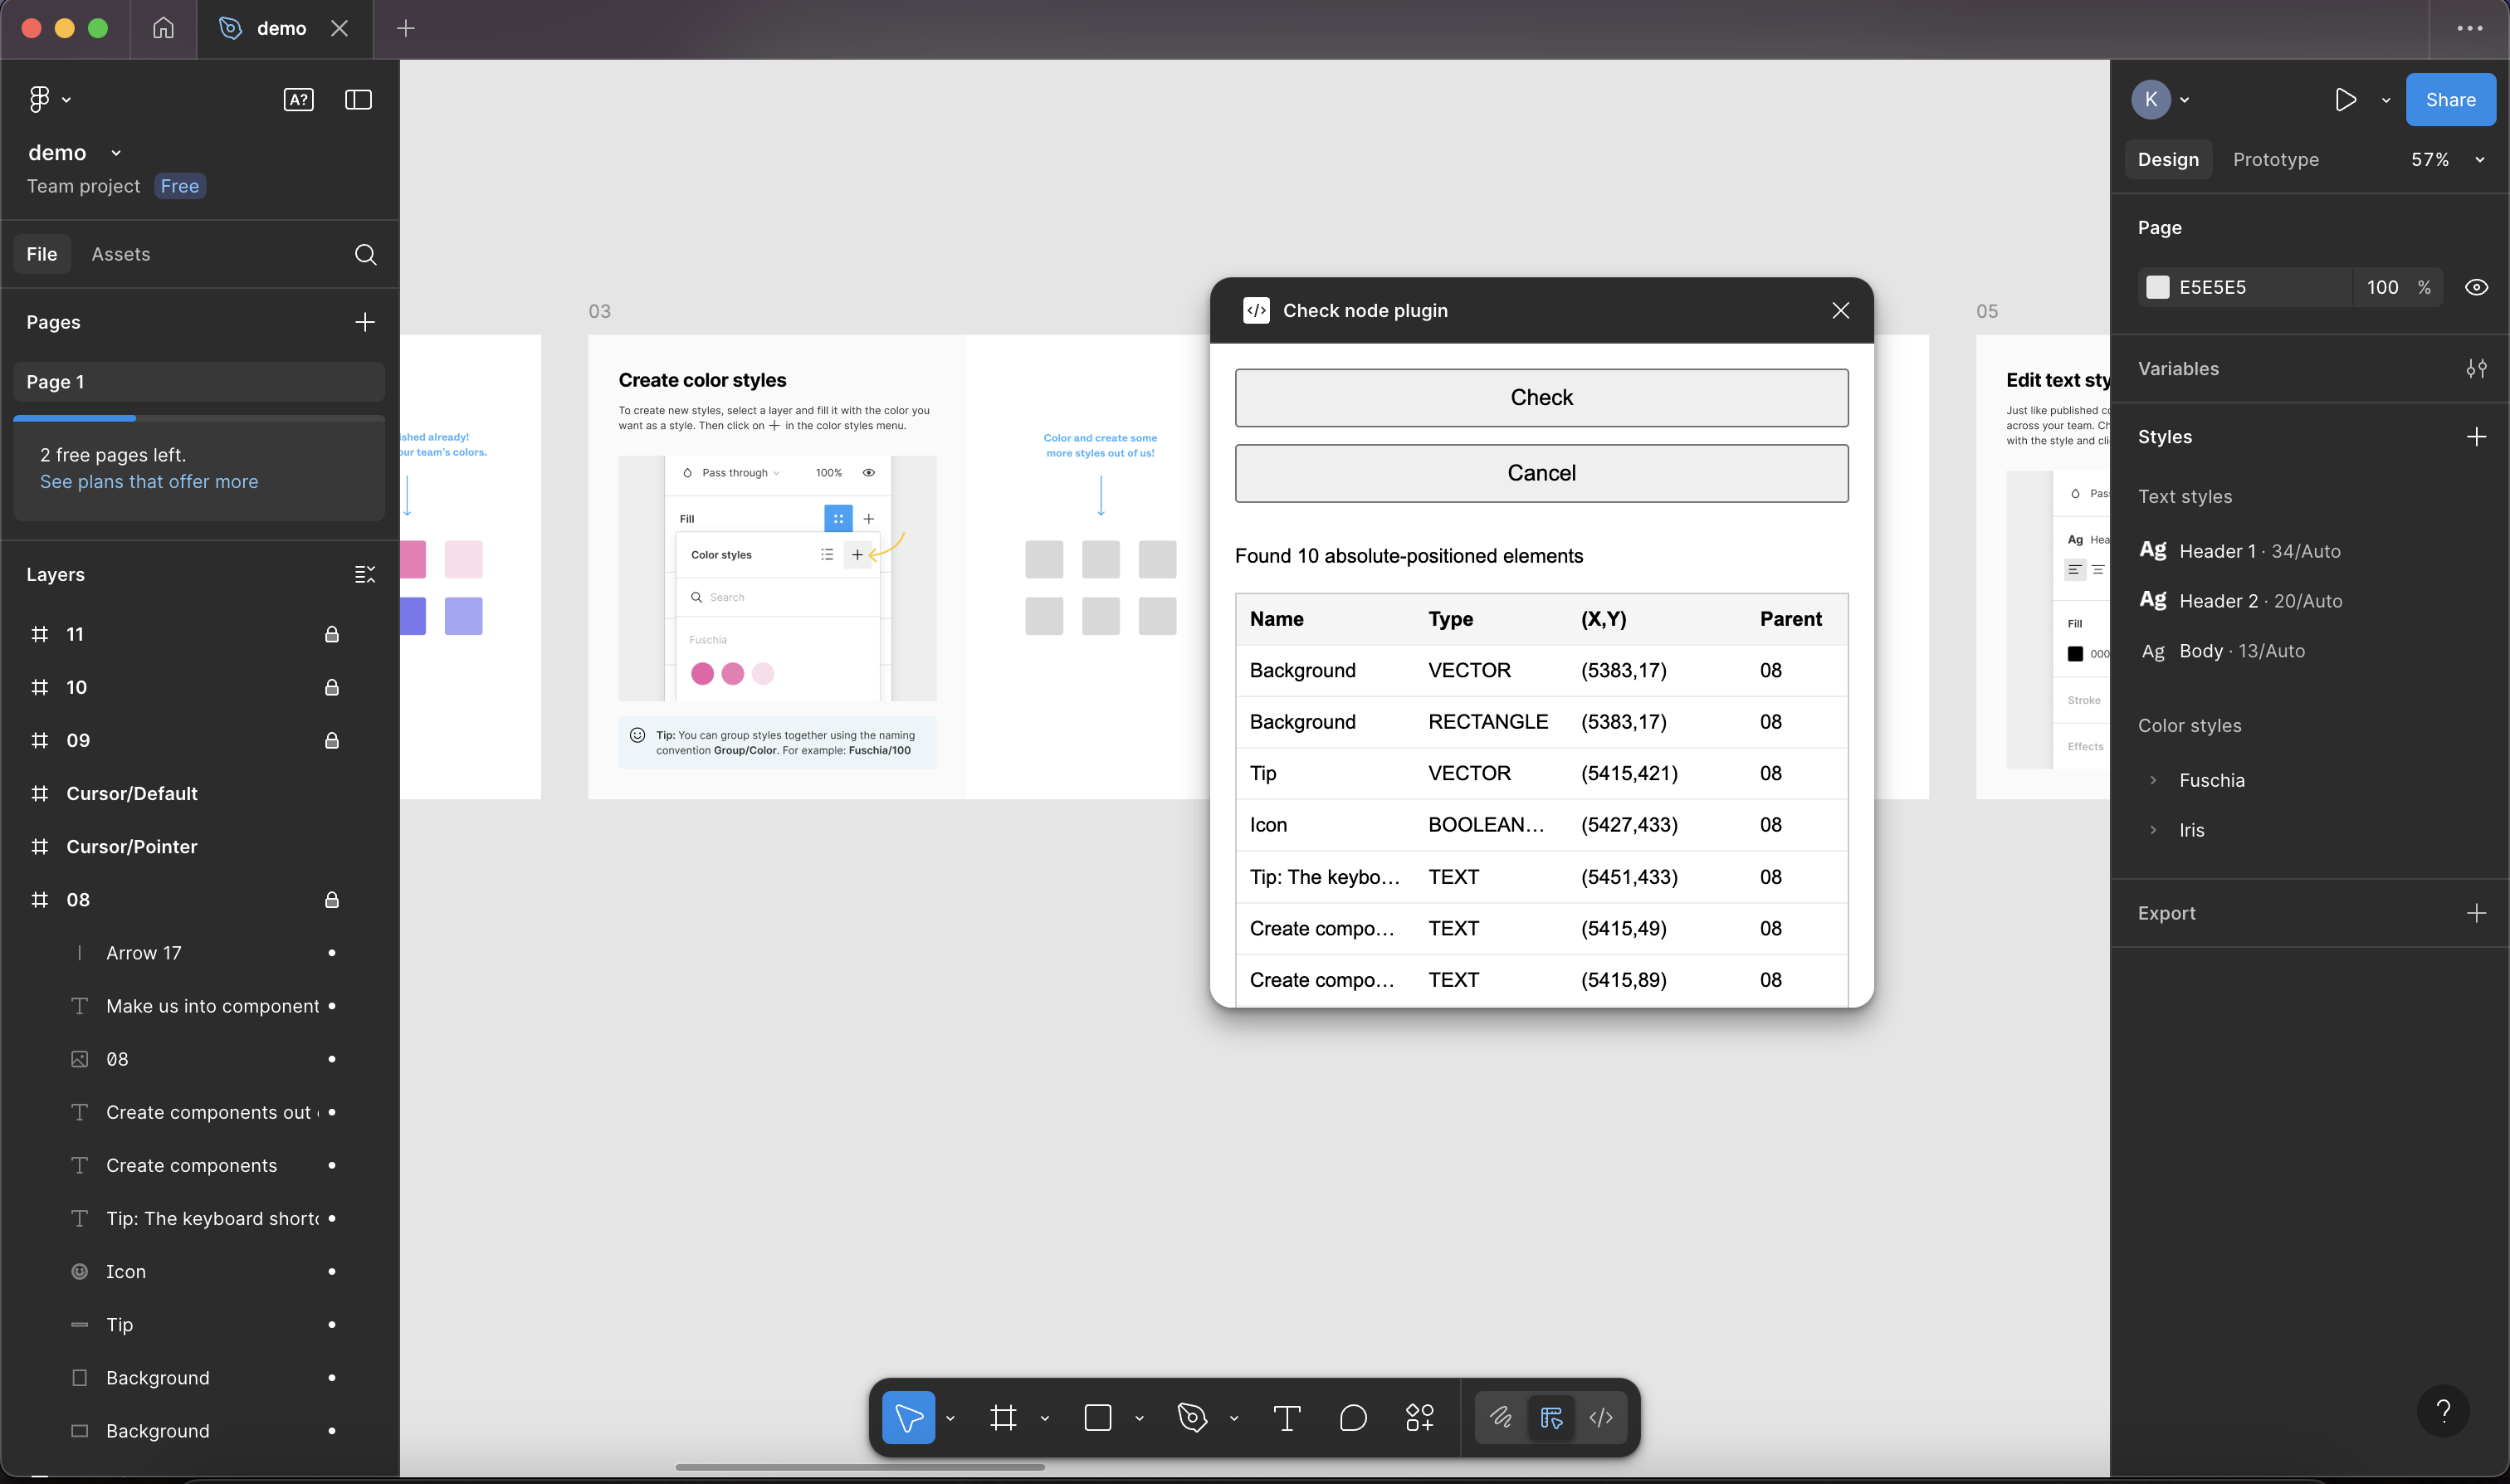 demo
A?
demo
Team project Free
File Assets
Pages
Page 1
2 free pages left.
See plans that offer more
Layers
11
10
09
Cursor/Default
Cursor/Pointer
08
Arrow 17
Make us into component
08
Create components out
Create components
Tip: The keyboard
Icon
Tip
Background
Background
already!
our team's colors.
03
Create color styles
To create new styles, select a layer and fill it with the color you
want as a style. Then click on + in the color styles menu.
Pass through 100%
Fill
Color styles
Search
Fuschia
Tip: You can group styles together using the naming
convention Group/Color. For example: Fuschia/100
Color and create some
more styles out of us!
Check node plugin
Check
Cancel
Found 10 absolute-positioned elements
Name Type (X,Y) Parent
Background VECTOR (5383,17) 08
Background RECTANGLE (5383,17) 08
Tip VECTOR (5415,421) 08
Icon BOOLEAN... (5427,433) 08
Tip: The keybo... TEXT (5451,433) 08
Create compo... TEXT (5415,49) 08
Create compo... TEXT (5415,89) 08
05
Edit text
Just like published
across your team.
with the style and
Ag
Fill
000
Stroke
Effects
K
Share
Design Prototype 57%
Page
E5E5E5 100 %
Variables
Styles
Text styles
Ag Header 1 · 34/Auto
Ag Header 2 · 20/Auto
Ag Body · 13/Auto
Color styles
Fuschia
Iris
Export
?